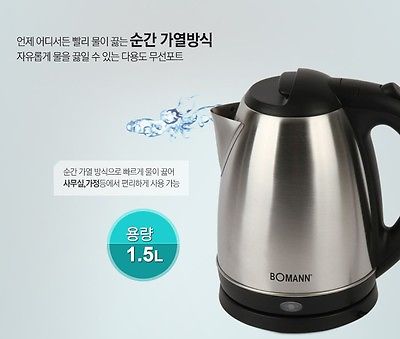 언제 어디서든 빨리 물이 끓는 순간 가열방식
자유롭게 물을 끓일 수 있는 다용도 무선포트
순간 가열 방식으로 빠르게 물이 끓어
사무실,가정등에서 편리하게 사용 가능
용량
1.5L
BOMANN